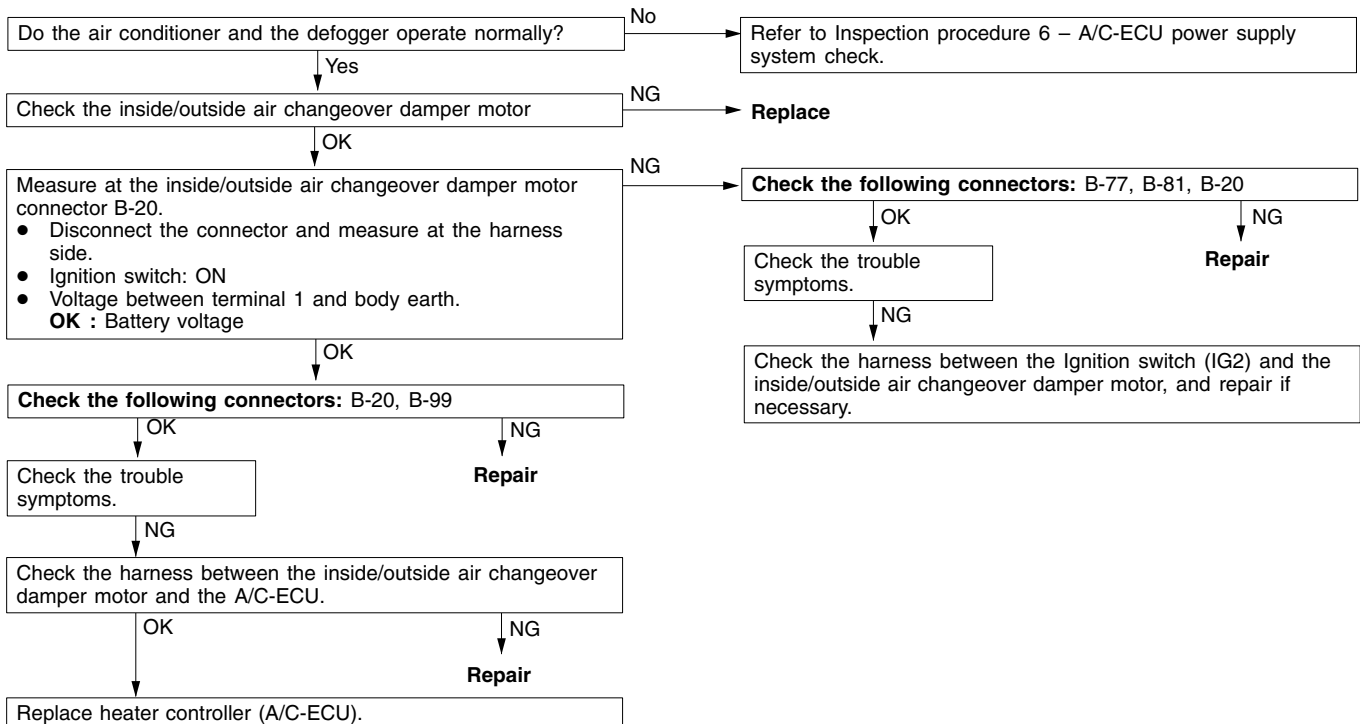 Do the air conditioner and the defogger operate normally?
No
Refer to Inspection procedure 6 – A/C-ECU power supply
system check.
Yes
Check the inside/outside air changeover damper motor
NG
Replace
OK
Measure at the inside/outside air changeover damper motor
connector B-20.
● Disconnect the connector and measure at the harness
side.
● Ignition switch: ON
● Voltage between terminal 1 and body earth.
OK : Battery voltage
NG
Check the following connectors: B-77, B-81, B-20
OK
NG
Check the trouble
symptoms.
Repair
NG
Check the harness between the Ignition switch (IG2) and the
inside/outside air changeover damper motor, and repair if
necessary.
OK
Check the following connectors: B-20, B-99
OK
NG
Check the trouble
symptoms.
Repair
NG
Check the harness between the inside/outside air changeover
damper motor and the A/C-ECU.
OK
NG
Repair
Replace heater controller (A/C-ECU).